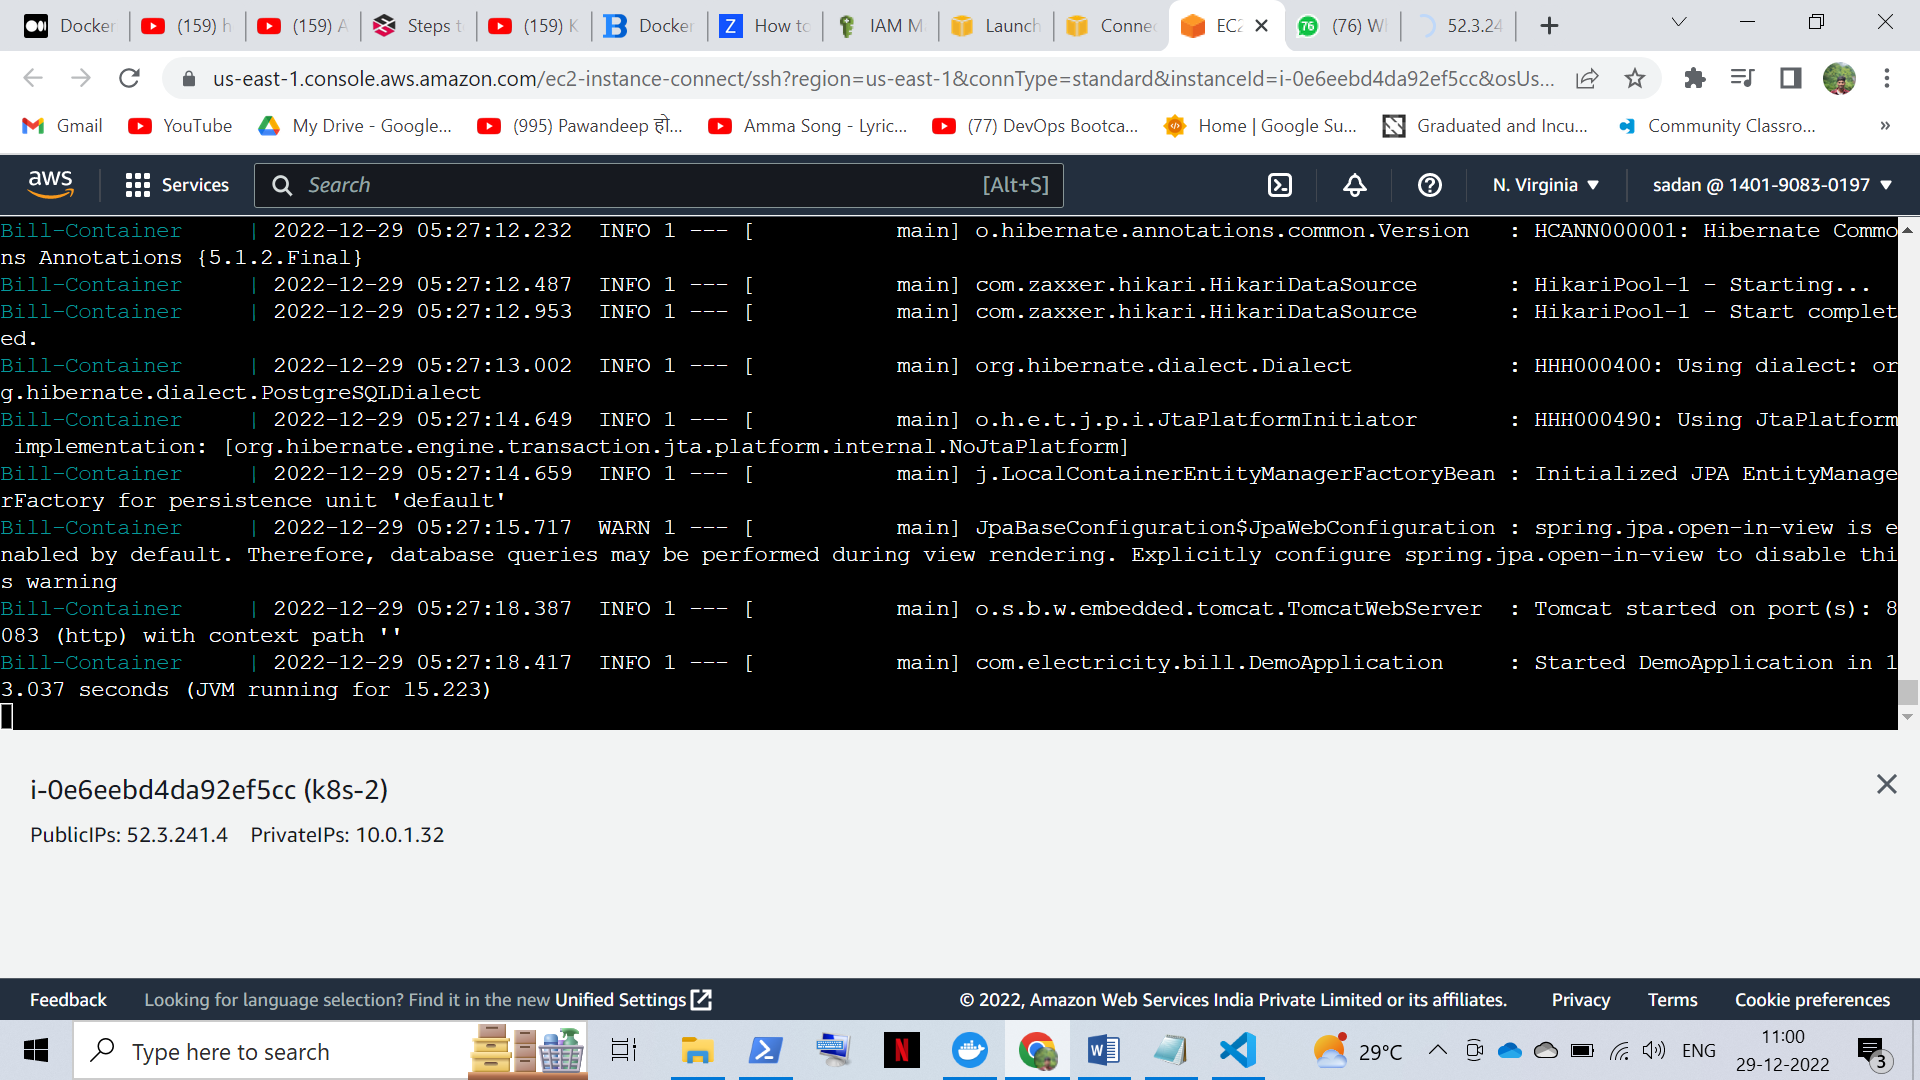 Docker
(159) h
(159) A
Steps t
(159) K
Docker
How to
IAM M
Launch
Connec
EC2
(76) W
52.3.24
us-east-1.console.aws.amazon.com/ec2-instance-connect/ssh?region=us-east-1&connType=standard&instanceId=i-0e6eebd4da92ef5cc&osUs...
Gmail
YouTube
My Drive - Google...
(995) Pawandeep हो...
Amma Song - Lyric...
(77) DevOps Bootca...
Home | Google Su...
Graduated and Incu...
Community Classro...
»
aws
Services
Search
[Alt+S]
N. Virginia
sadan @ 1401-9083-0197
Bill-Container | 2022-12-29 05:27:12.232 INFO 1 --- [ main] o.hibernate.annotations.common.Version : HCANN000001: Hibernate Commo
ns Annotations {5.1.2.Final}
Bill-Container | 2022-12-29 05:27:12.487 INFO 1 --- [ main] com.zaxxer.hikari.HikariDataSource : HikariPool-1 - Starting...
Bill-Container | 2022-12-29 05:27:12.953 INFO 1 --- [ main] com.zaxxer.hikari.HikariDataSource : HikariPool-1 - Start complet
ed.
Bill-Container | 2022-12-29 05:27:13.002 INFO 1 --- [ main] org.hibernate.dialect.Dialect : HHH000400: Using dialect: or
g.hibernate.dialect.PostgreSQLDialect
Bill-Container | 2022-12-29 05:27:14.649 INFO 1 --- [ main] o.h.e.t.j.p.i.JtaPlatformInitiator : HHH000490: Using JtaPlatform
implementation: [org.hibernate.engine.transaction.jta.platform.internal.NoJtaPlatform]
Bill-Container | 2022-12-29 05:27:14.659 INFO 1 --- [ main] j.LocalContainerEntityManagerFactoryBean : Initialized JPA EntityManage
rFactory for persistence unit 'default'
Bill-Container | 2022-12-29 05:27:15.717 WARN 1 --- [ main] JpaBaseConfiguration$JpaWebConfiguration : spring.jpa.open-in-view is e
nabled by default. Therefore, database queries may be performed during view rendering. Explicitly configure spring.jpa.open-in-view to disable thi
s warning
Bill-Container | 2022-12-29 05:27:18.387 INFO 1 --- [ main] o.s.b.w.embedded.tomcat.TomcatWebServer : Tomcat started on port(s): 8
083 (http) with context path ''
Bill-Container | 2022-12-29 05:27:18.417 INFO 1 --- [ main] com.electricity.bill.DemoApplication : Started DemoApplication in 1
3.037 seconds (JVM running for 15.223)
i-0e6eebd4da92ef5cc (k8s-2)
PublicIPs: 52.3.241.4 PrivateIPs: 10.0.1.32
Feedback
Looking for language selection? Find it in the new Unified Settings
© 2022, Amazon Web Services India Private Limited or its affiliates.
Privacy
Terms
Cookie preferences
Type here to search
29°C
ENG
11:00
29-12-2022
3